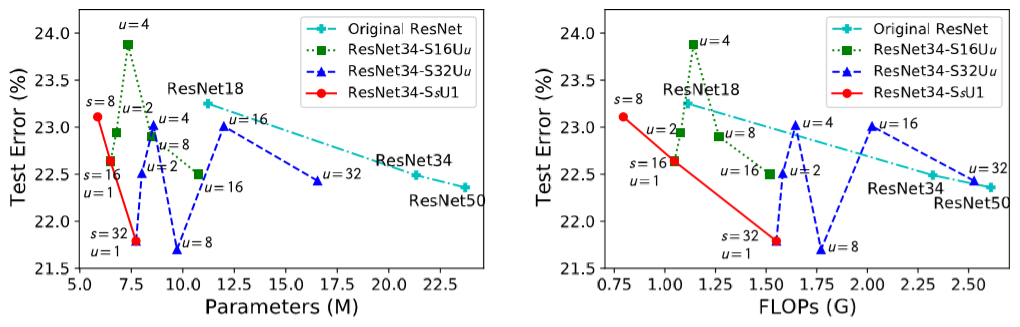 24.0
23.5
23.0
22.5
22.0
21.5
Test Error (%)
5.0 7.5 10.0 12.5 15.0 17.5 20.0 22.5
Parameters (M)
Original ResNet
ResNet34-S16Uu
ResNet34-S32Uu
ResNet34-SsU1
u=4
ResNet18
s=8
u=2
u=4
u=16
u=8
ResNet34
u=2
s=16
u=1
u=16
u=32
ResNet50
s=32
u=1
u=8
24.0
23.5
23.0
22.5
22.0
21.5
Test Error (%)
0.75 1.00 1.25 1.50 1.75 2.00 2.25 2.50
FLOPs (G)
Original ResNet
ResNet34-S16Uu
ResNet34-S32Uu
ResNet34-SsU1
u=4
ResNet18
s=8
u=2
u=8
u=4
u=16
s=16
u=1
u=16
u=2
u=32
ResNet34
ResNet50
s=32
u=1
u=8